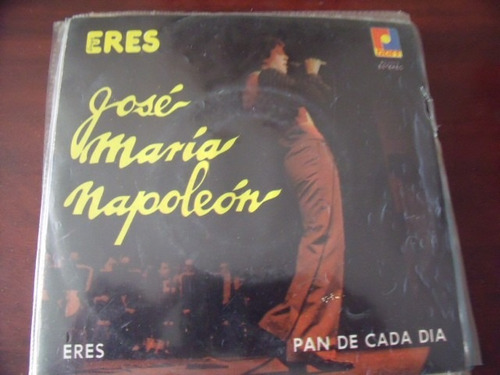 ERES
José
María
Napoleón
ERES
PAN DE CADA DIA